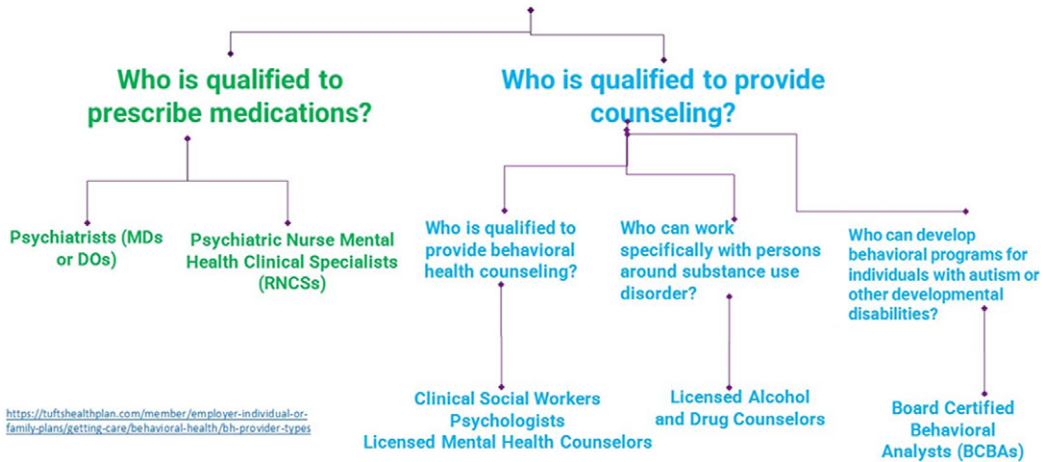 Who is qualified to
prescribe medications?
Who is qualified to provide
counseling?
Psychiatrists (MDs
or DOs)
Psychiatric Nurse Mental
Health Clinical Specialists
(RNCSs)
Who is qualified to
provide behavioral
health counseling?
Who can work
specifically with persons
around substance use
disorder?
Who can develop
behavioral programs for
individuals with autism or
other developmental
disabilities?
Clinical Social Workers
Psychologists
Licensed Mental Health Counselors
Licensed Alcohol
and Drug Counselors
Board Certified
Behavioral
Analysts (BCBAs)
https://tuftshealthplan.com/member/employer-individual-or-
family-plans/getting-care/behavioral-health/bh-provider-types